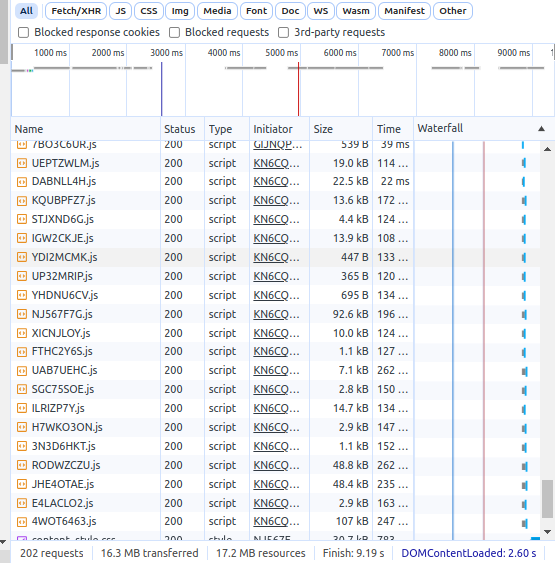 All Fetch/XHR JS CSS Img Media Font Doc WS Wasm Manifest Other
Blocked response cookies Blocked requests 3rd-party requests
1000 ms 2000 ms 3000 ms 4000 ms 5000 ms 6000 ms 7000 ms 8000 ms 9000 ms
Name Status Type Initiator Size Time Waterfall
7BO3C6UR.js 200 script GIJNQP... 539 B 39 ms
UEPTZWLM.js 200 script KN6CQ... 19.0 kB 114 ...
DABNLL4H.js 200 script KN6CQ... 22.5 kB 22 ms
KQUBPFZ7.js 200 script KN6CQ... 13.6 kB 172 ...
STJXND6G.js 200 script KN6CQ... 4.4 kB 124 ...
IGW2CKJE.js 200 script KN6CQ... 13.9 kB 108 ...
YDI2MCMK.js 200 script KN6CQ... 447 B 133 ...
UP32MRIP.js 200 script KN6CQ... 365 B 120 ...
YHDNU6CV.js 200 script KN6CQ... 695 B 134 ...
NJ567F7G.js 200 script KN6CQ... 92.6 kB 196 ...
XICNJLOY.js 200 script KN6CQ... 10.0 kB 124 ...
FTHC2Y6S.js 200 script KN6CQ... 1.1 kB 127 ...
UAB7UEHC.js 200 script KN6CQ... 7.1 kB 262 ...
SGC75SOE.js 200 script KN6CQ... 2.8 kB 150 ...
ILRIZP7Y.js 200 script KN6CQ... 14.7 kB 134 ...
H7WKO3ON.js 200 script KN6CQ... 2.9 kB 147 ...
3N3D6HKT.js 200 script KN6CQ... 1.1 kB 152 ...
RODWZCZU.js 200 script KN6CQ... 48.8 kB 262 ...
JHE4OTAE.js 200 script KN6CQ... 48.4 kB 235 ...
E4LACLO2.js 200 script KN6CQ... 2.9 kB 163 ...
4WOT6463.js 200 script KN6CQ... 107 kB 247 ...
200 style 30.7 kB
202 requests 16.3 MB transferred 17.2 MB resources Finish: 9.19 s DOMContentLoaded: 2.60 s